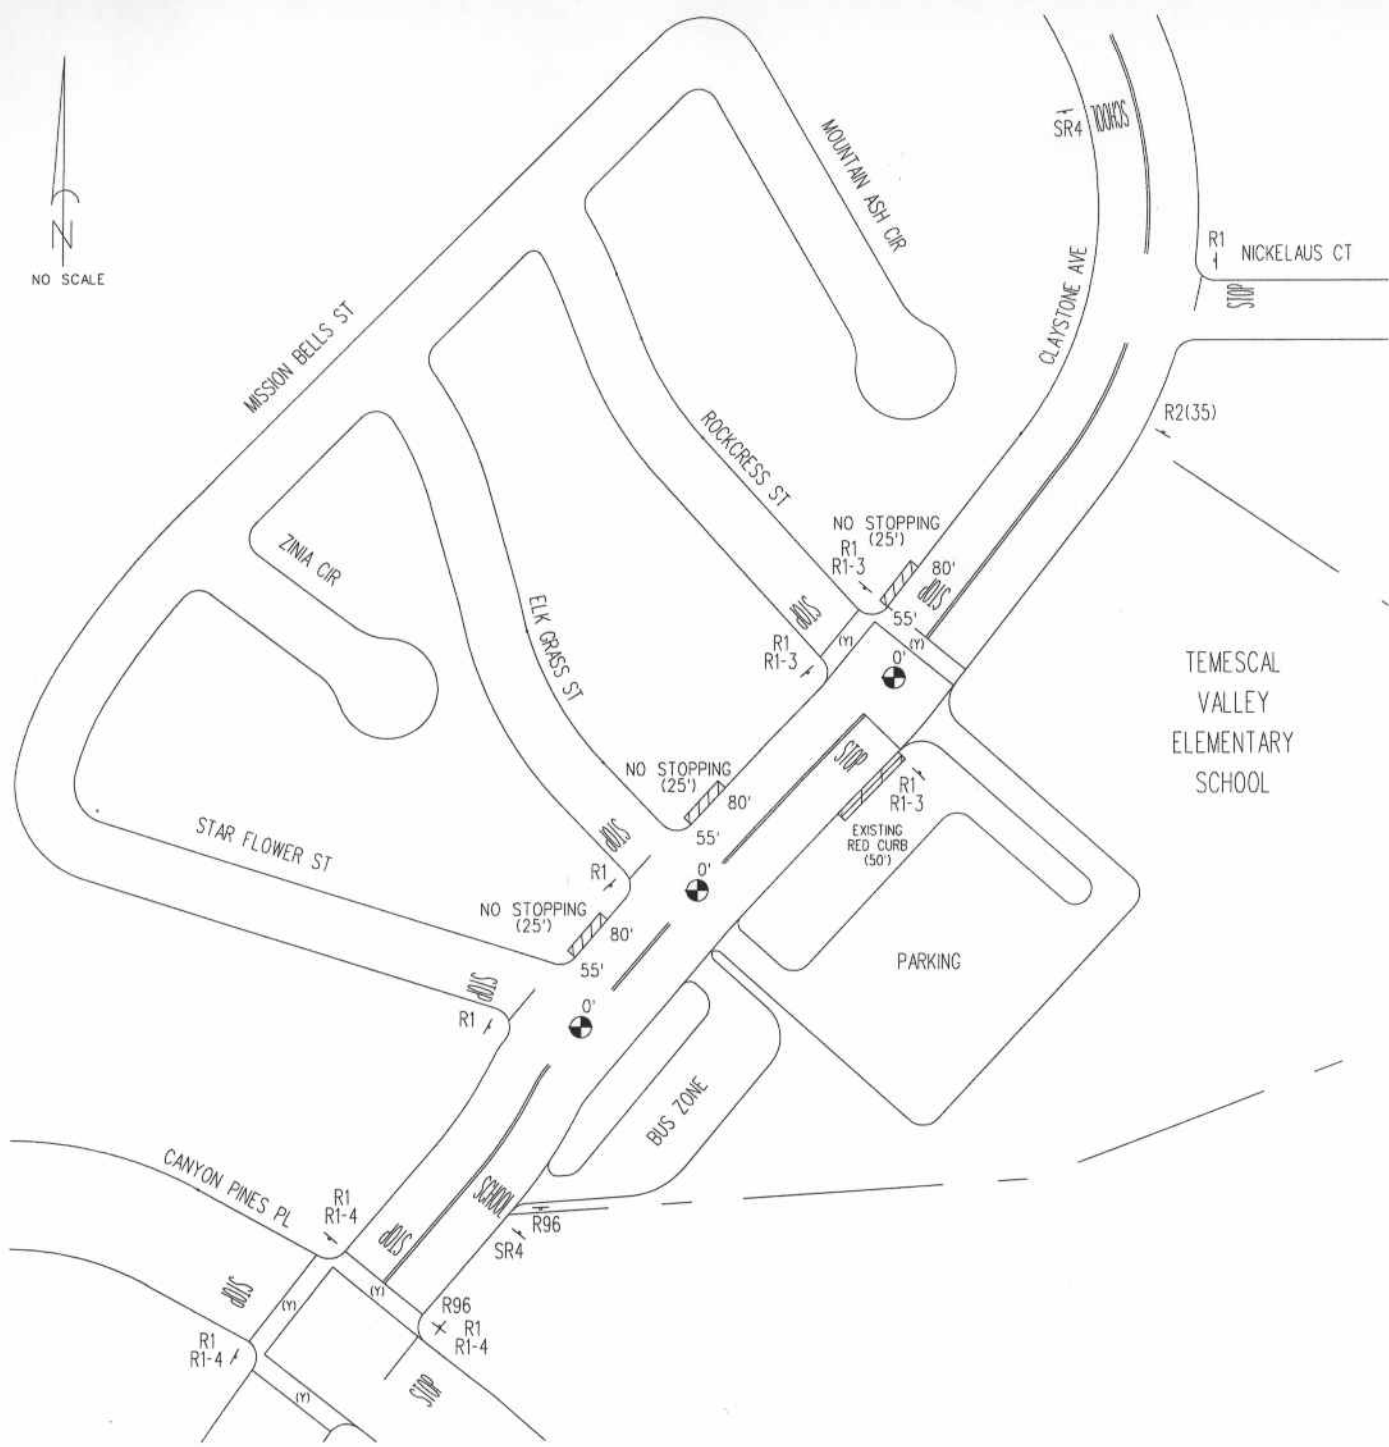 SCHOOL
SR4
MOUNTAIN ASH CIR
N
NO SCALE
R1
NICKELAUS CT
STOP
CLAYSTONE AVE
MISSION BELLS ST
R2(35)
ROCKCRESS ST
NO STOPPING
(25')
R1
R1-3
80'
STOP
55'
ZINIA CIR
ELK GRASS ST
STOP
R1
R1-3
(Y)
(Y)
0'
TEMESCAL
VALLEY
ELEMENTARY
SCHOOL
STOP
NO STOPPING
(25')
80'
55'
R1
R1-3
EXISTING
RED CURB
(50')
STAR FLOWER ST
STOP
R1
0'
NO STOPPING
(25')
80'
55'
PARKING
STOP
R1
0'
BUS ZONE
CANYON PINES PL
SCHOOL
R1
R1-4
STOP
R96
SR4
STOP
(Y)
(Y)
R96
R1
R1-4
R1
R1-4
STOP
(Y)